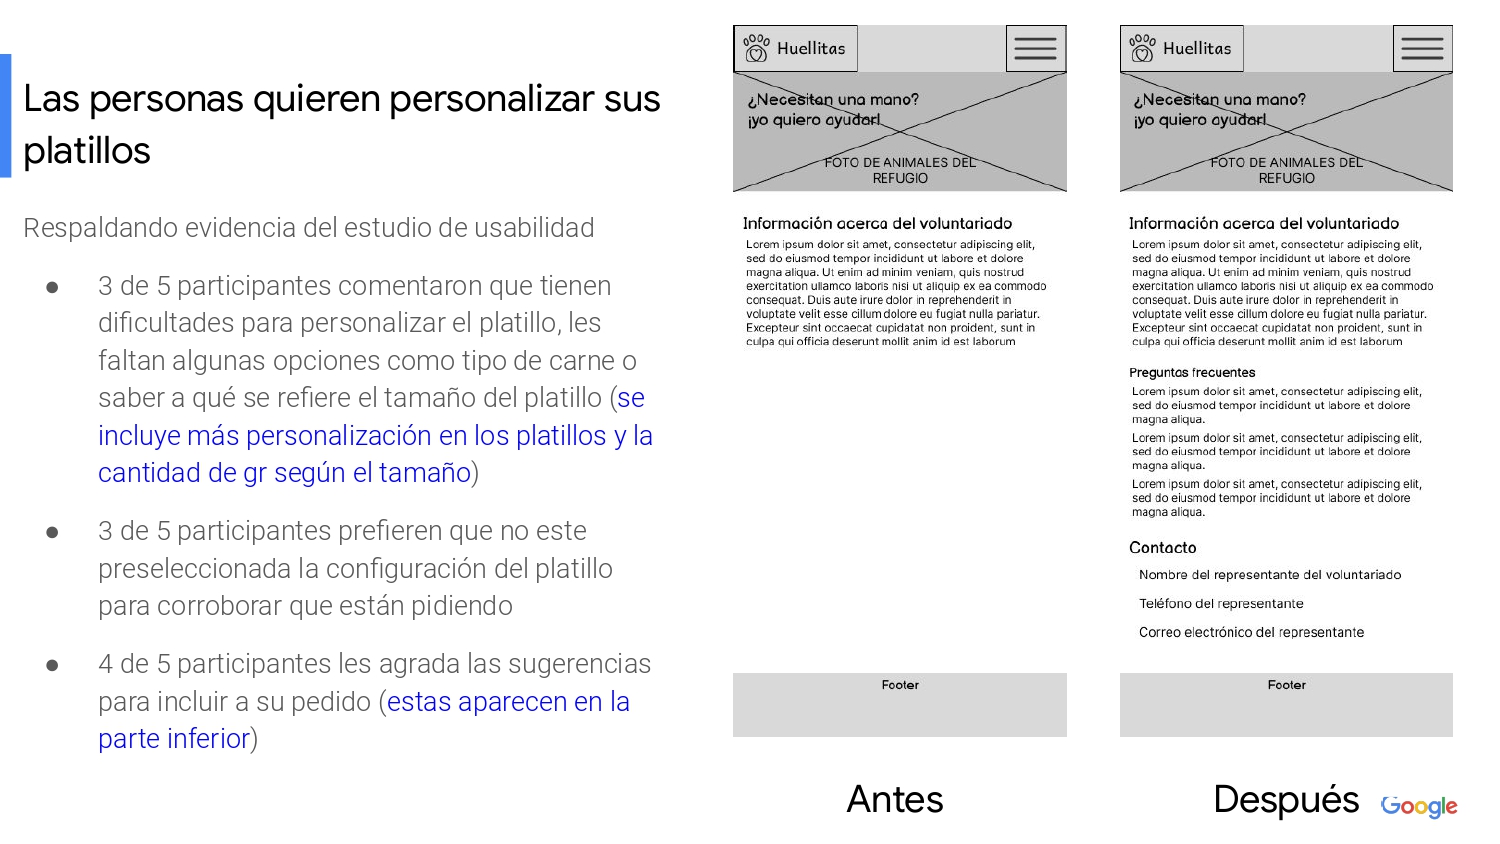 Las personas quieren personalizar sus
platillos
Respaldando evidencia del estudio de usabilidad
● 3 de 5 participantes comentaron que tienen
dificultades para personalizar el platillo, les
faltan algunas opciones como tipo de carne o
saber a qué se refiere el tamaño del platillo (se
incluye más personalización en los platillos y la
cantidad de gr según el tamaño)
● 3 de 5 participantes prefieren que no este
preseleccionada la configuración del platillo
para corroborar que están pidiendo
● 4 de 5 participantes les agrada las sugerencias
para incluir a su pedido (estas aparecen en la
parte inferior)
Huellitas
¿Necesitan una mano?
¡yo quiero ayudar!
FOTO DE ANIMALES DEL
REFUGIO
Información acerca del voluntariado
Lorem ipsum dolor sit amet, consectetur adipiscing elit,
sed do eiusmod tempor incididunt ut labore et dolore
magna aliqua. Ut enim ad minim veniam, quis nostrud
exercitation ullamco laboris nisi ut aliquip ex ea commodo
consequat. Duis aute irure dolor in reprehenderit in
voluptate velit esse cillum dolore eu fugiat nulla pariatur.
Excepteur sint occaecat cupidatat non proident, sunt in
culpa qui officia deserunt mollit anim id est laborum
Footer
Antes
Huellitas
¿Necesitan una mano?
¡yo quiero ayudar!
FOTO DE ANIMALES DEL
REFUGIO
Información acerca del voluntariado
Lorem ipsum dolor sit amet, consectetur adipiscing elit,
sed do eiusmod tempor incididunt ut labore et dolore
magna aliqua. Ut enim ad minim veniam, quis nostrud
exercitation ullamco laboris nisi ut aliquip ex ea commodo
consequat. Duis aute irure dolor in reprehenderit in
voluptate velit esse cillum dolore eu fugiat nulla pariatur.
Excepteur sint occaecat cupidatat non proident, sunt in
culpa qui officia deserunt mollit anim id est laborum
Preguntas frecuentes
Lorem ipsum dolor sit amet, consectetur adipiscing elit,
sed do eiusmod tempor incididunt ut labore et dolore
magna aliqua.
Lorem ipsum dolor sit amet, consectetur adipiscing elit,
sed do eiusmod tempor incididunt ut labore et dolore
magna aliqua.
Lorem ipsum dolor sit amet, consectetur adipiscing elit,
sed do eiusmod tempor incididunt ut labore et dolore
magna aliqua.
Contacto
Nombre del representante del voluntariado
Teléfono del representante
Correo electrónico del representante
Footer
Después
Google